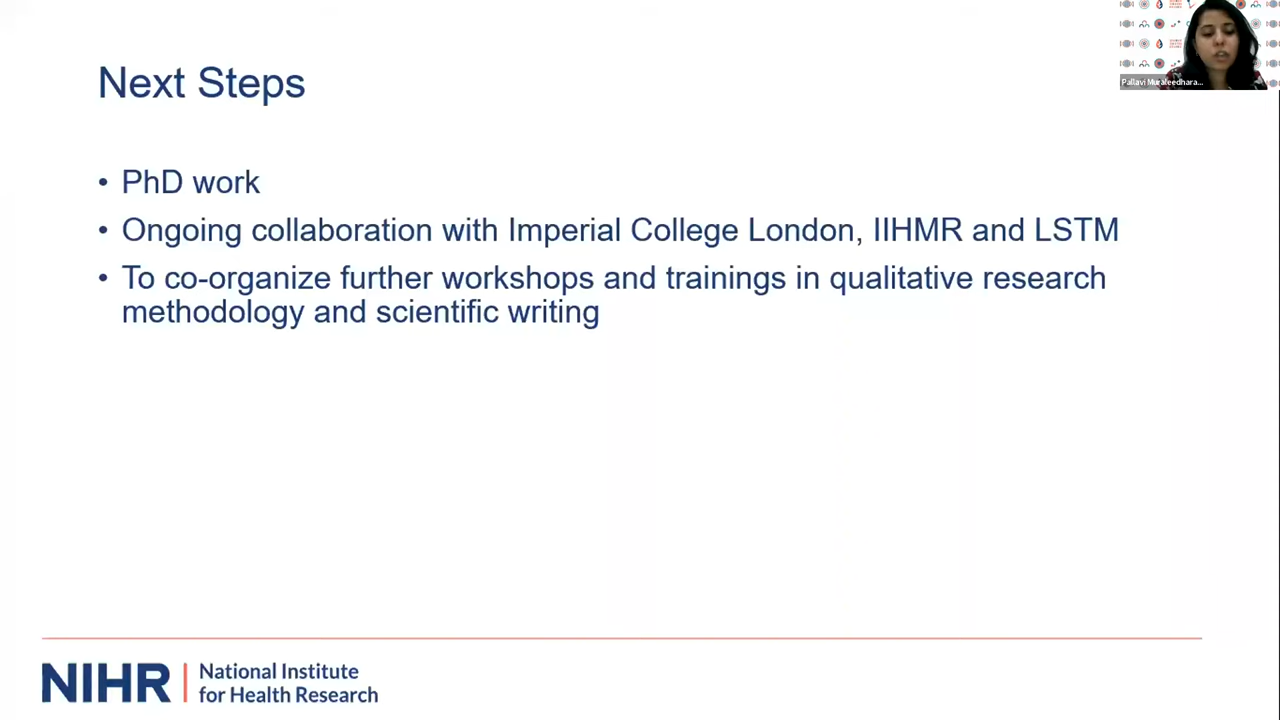 Pallavi Muraleedhara...
Next Steps
• PhD work
• Ongoing collaboration with Imperial College London, IIHMR and LSTM
• To co-organize further workshops and trainings in qualitative research
methodology and scientific writing
NIHR | National Institute
for Health Research